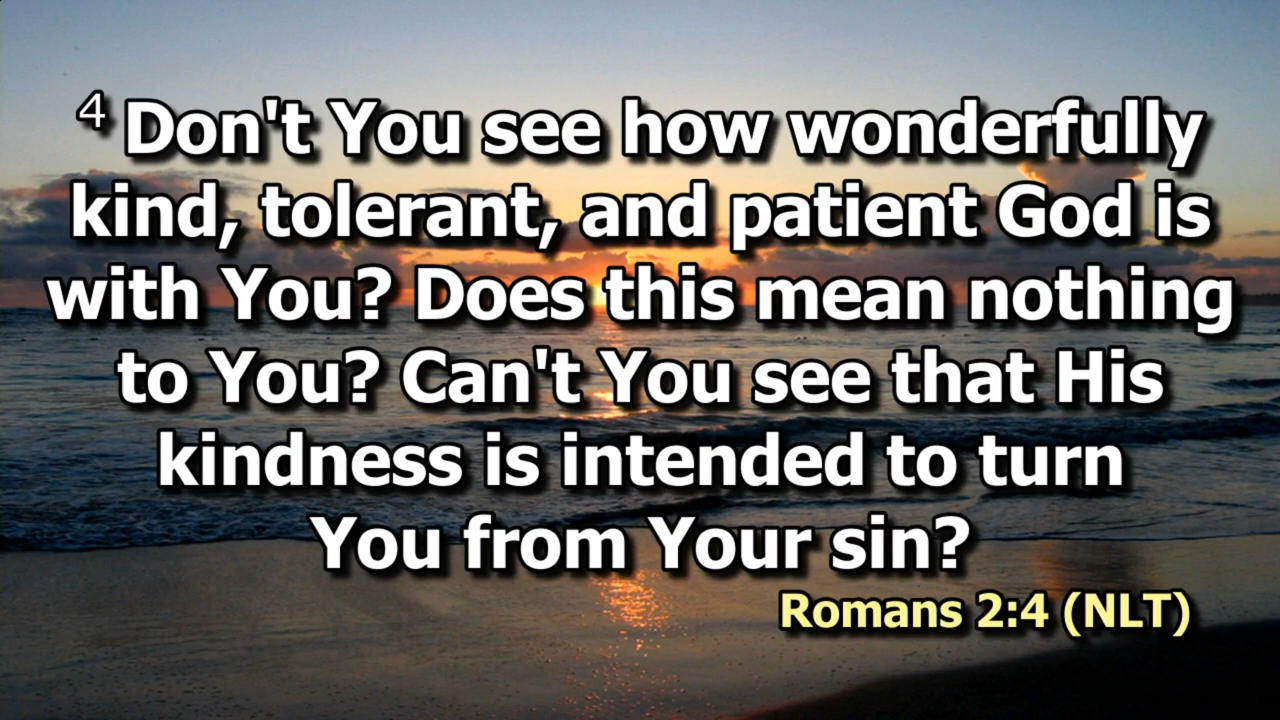 4 Don't You see how wonderfully
kind, tolerant, and patient God is
with You? Does this mean nothing
to You? Can't You see that His
kindness is intended to turn
You from Your sin?
Romans 2:4 (NLT)